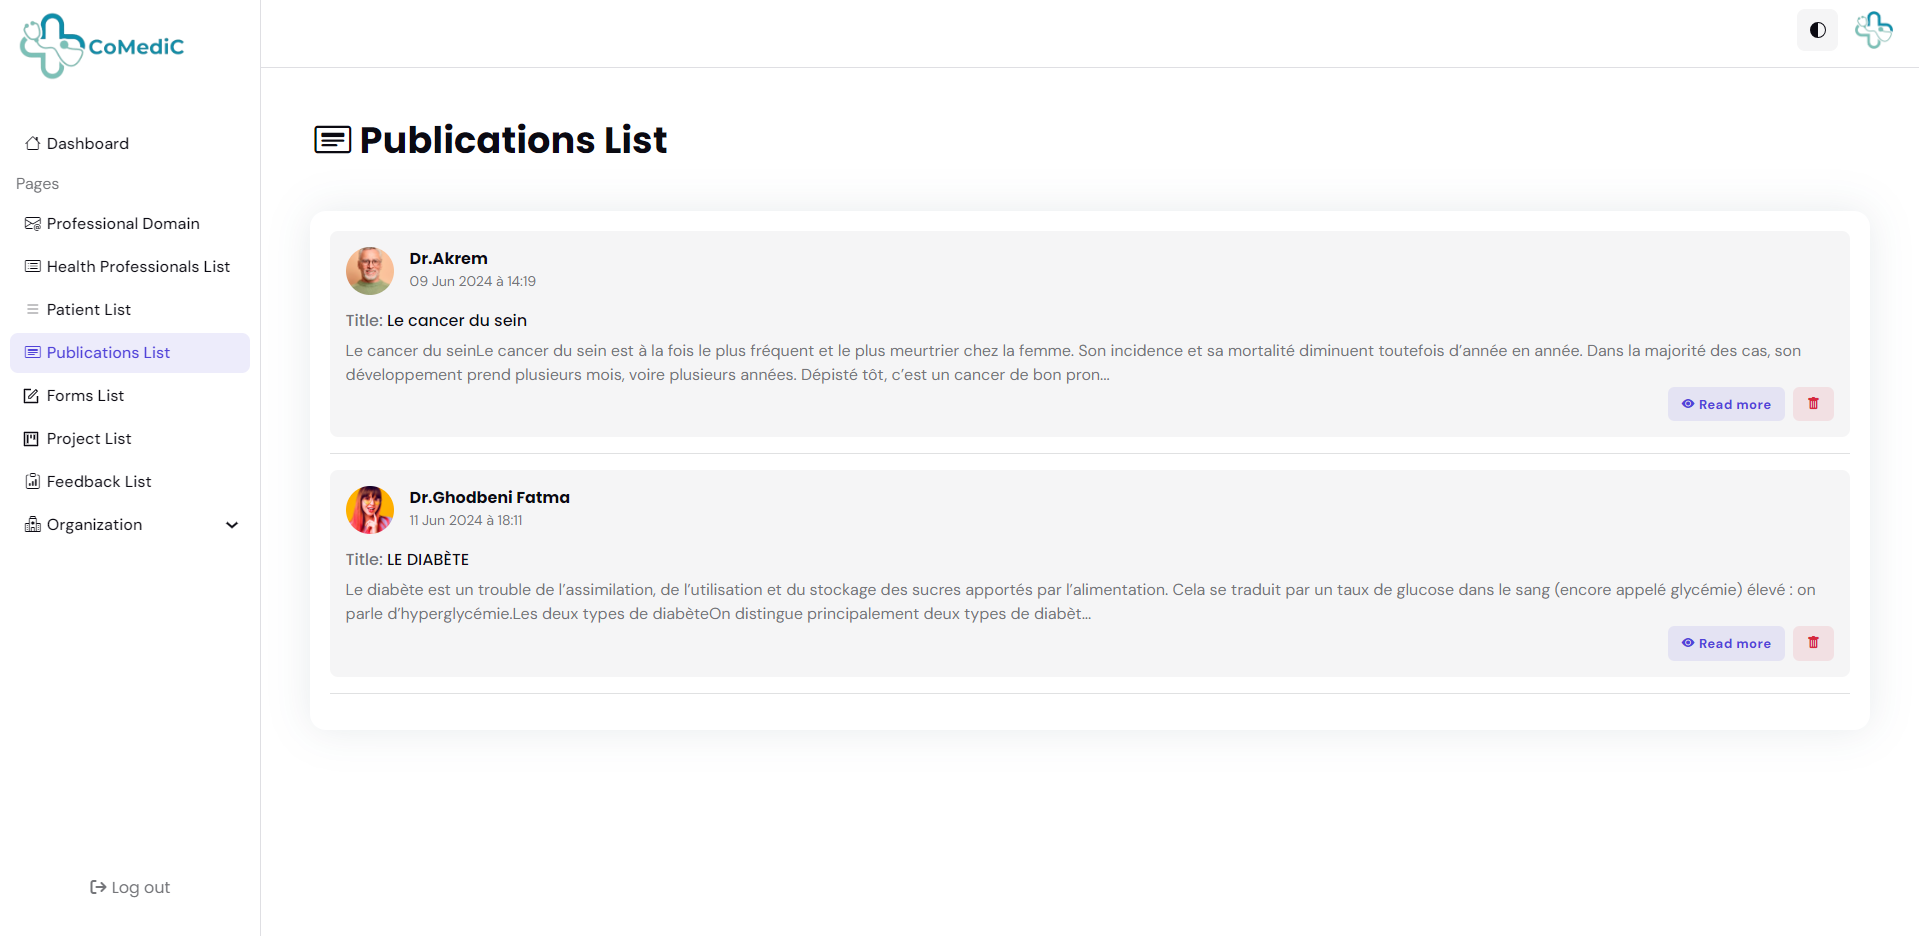 CoMediC
Dashboard
Pages
Professional Domain
Health Professionals List
Patient List
Publications List
Forms List
Project List
Feedback List
Organization
Log out
Publications List
Dr.Akrem
09 Jun 2024 à 14:19
Title: Le cancer du sein
Le cancer du seinLe cancer du sein est à la fois le plus fréquent et le plus meurtrier chez la femme. Son incidence et sa mortalité diminuent toutefois d’année en année. Dans la majorité des cas, son
développement prend plusieurs mois, voire plusieurs années. Dépisté tôt, c’est un cancer de bon pron...
Read more
Dr.Ghodbeni Fatma
11 Jun 2024 à 18:11
Title: LE DIABÈTE
Le diabète est un trouble de l’assimilation, de l’utilisation et du stockage des sucres apportés par l’alimentation. Cela se traduit par un taux de glucose dans le sang (encore appelé glycémie) élevé : on
parle d’hyperglycémie.Les deux types de diabèteOn distingue principalement deux types de diabèt...
Read more